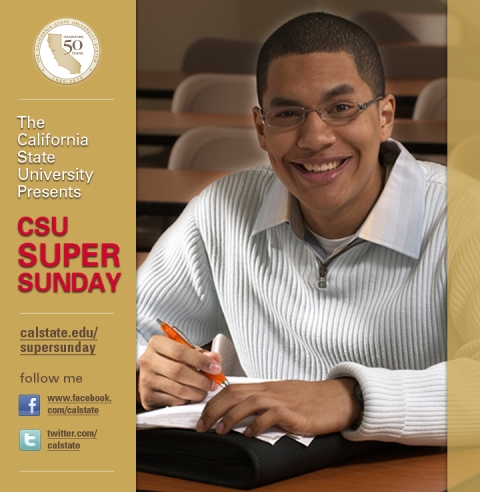 50
The
California
State
University
Presents
CSU
SUPER
SUNDAY
calstate.edu/
supersunday
follow me
www.facebook.
com/calstate
twitter.com/
calstate